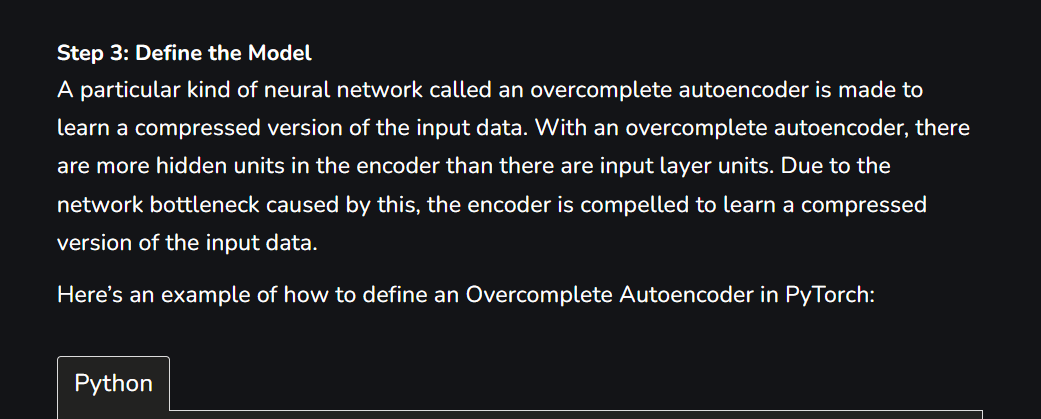 Step 3: Define the Model
A particular kind of neural network called an overcomplete autoencoder is made to
learn a compressed version of the input data. With an overcomplete autoencoder, there
are more hidden units in the encoder than there are input layer units. Due to the
network bottleneck caused by this, the encoder is compelled to learn a compressed
version of the input data.
Here’s an example of how to define an Overcomplete Autoencoder in PyTorch:
Python